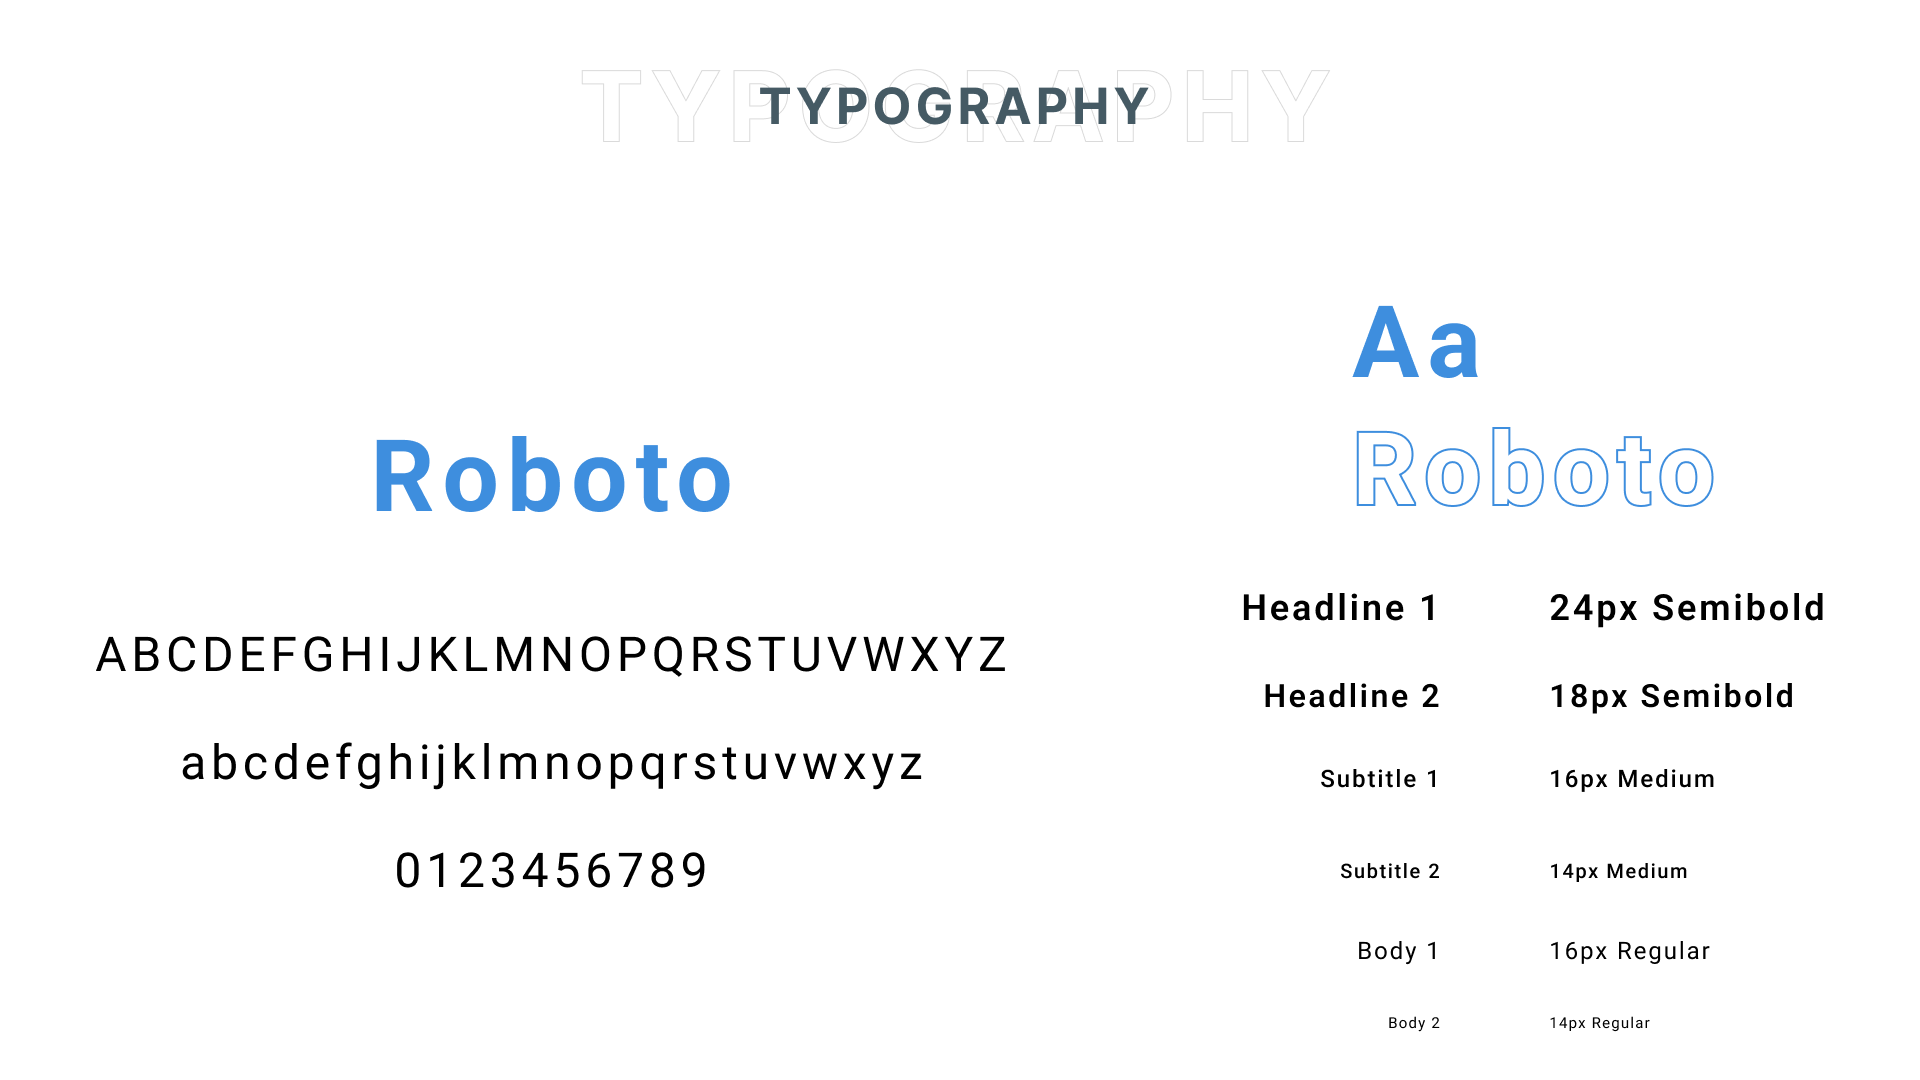 TYPOGRAPHY
TYPOGRAPHY
Roboto
ABCDEFGHIJKLMNOPQRSTUVWXYZ
abcdefghijklmnopqrstuvwxyz
0123456789
Aa
Roboto
Headline 1 24px Semibold
Headline 2 18px Semibold
Subtitle 1 16px Medium
Subtitle 2 14px Medium
Body 1 16px Regular
Body 2 14px Regular